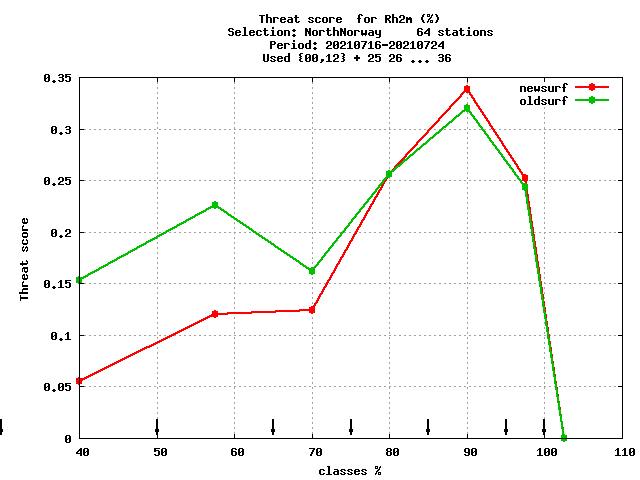 Threat score  for Rh2m (%)
Selection: NorthNorway     64 stations
Period: 20210716-20210724
Used {00,12} + 25 26 ... 36
newsurf
oldsurf
0.35
0.3
0.25
0.2
0.15
0.1
0.05
0
Threat score
40 50 60 70 80 90 100 110
classes %